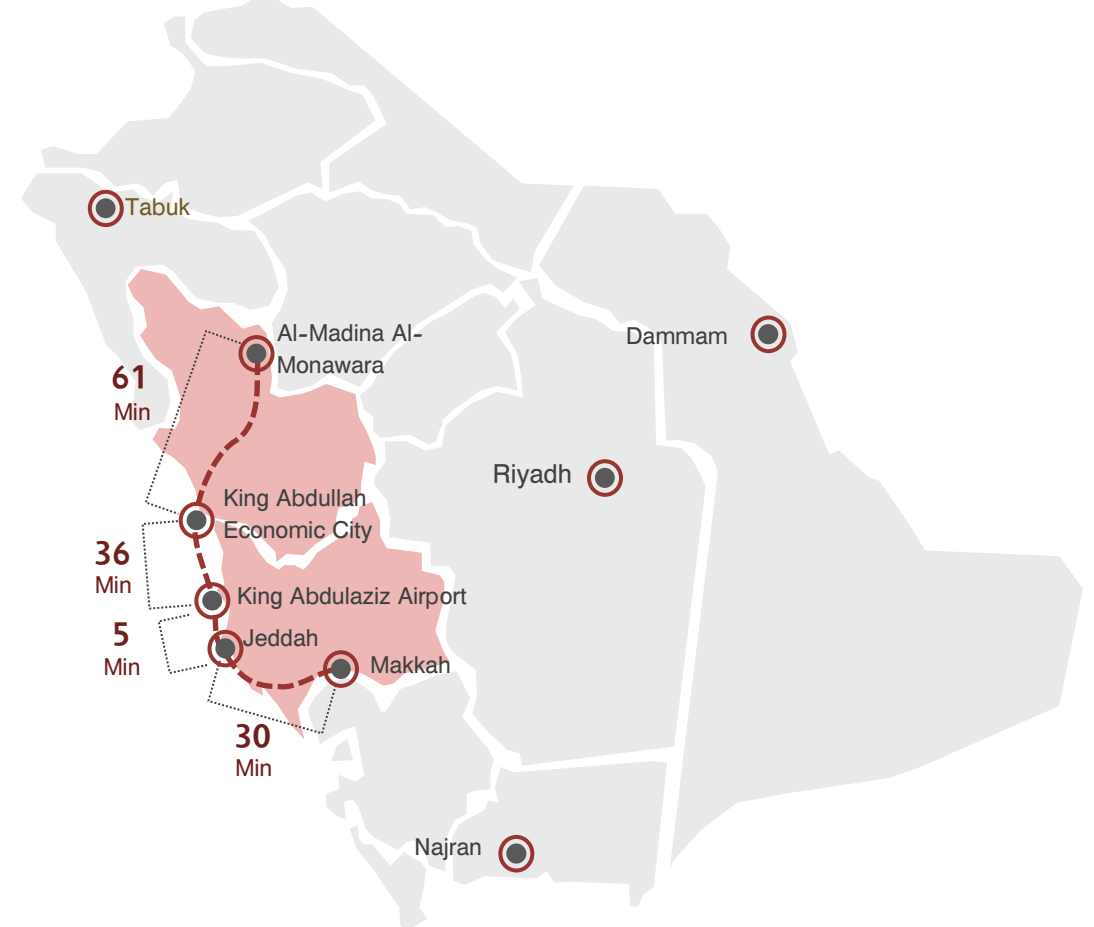 Tabuk
Al-Madina Al-
Monawara
Dammam
61
Min
Riyadh
King Abdullah
Economic City
36
Min
King Abdulaziz Airport
5
Min
Jeddah
Makkah
30
Min
Najran